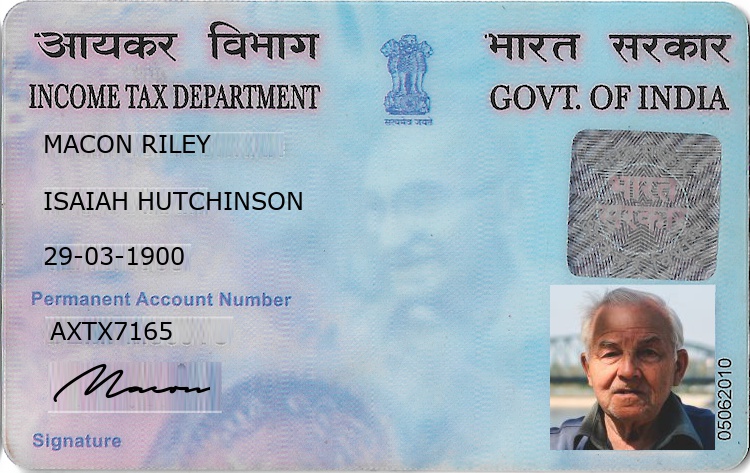 आयकर विभाग
भारत सरकार
INCOME TAX DEPARTMENT
GOVT. OF INDIA
सत्यमेव जयते
MACON RILEY
भारत
सरकार
ISAIAH HUTCHINSON
29-03-1900
Permanent Account Number
AXTX7165
Macon
Signature
05062010